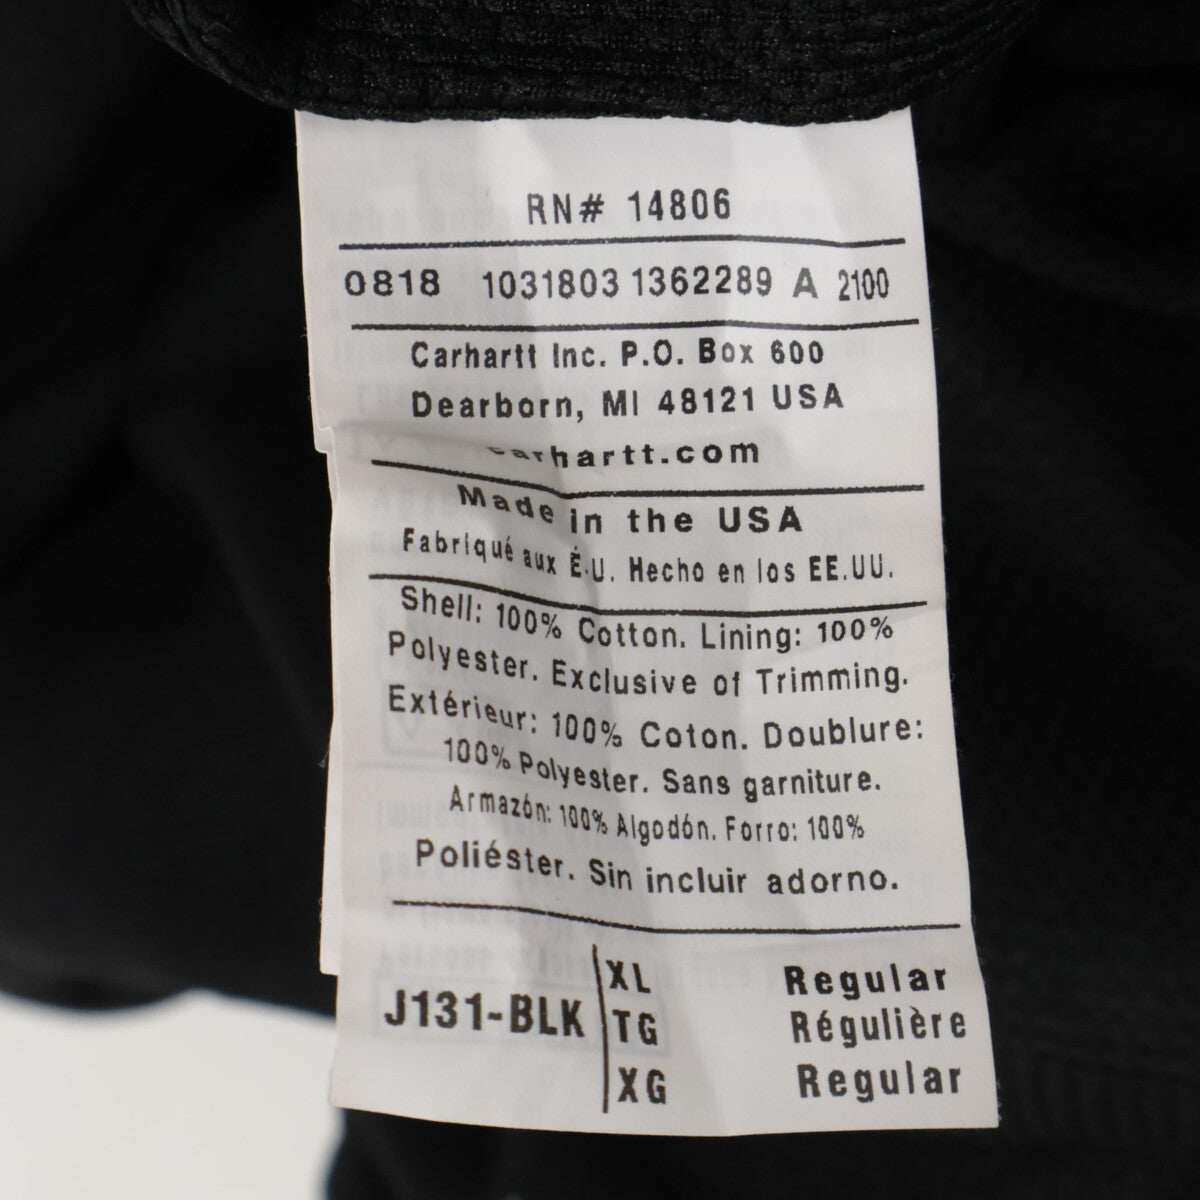 RN# 14806
0818 1031803 1362289 A 2100
Carhartt Inc. P.O. Box 600
Dearborn, MI 48121 USA
carhartt.com
Made in the USA
Fabriqué aux É.U. Hecho en los EE.UU.
Shell: 100% Cotton. Lining: 100%
Polyester. Exclusive of Trimming.
Extérieur: 100% Coton. Doublure:
100% Polyester. Sans garniture.
Armazón: 100% Algodón. Forro: 100%
Poliéster. Sin incluir adorno.
J131-BLK
XL Regular
TG Régulière
XG Regular